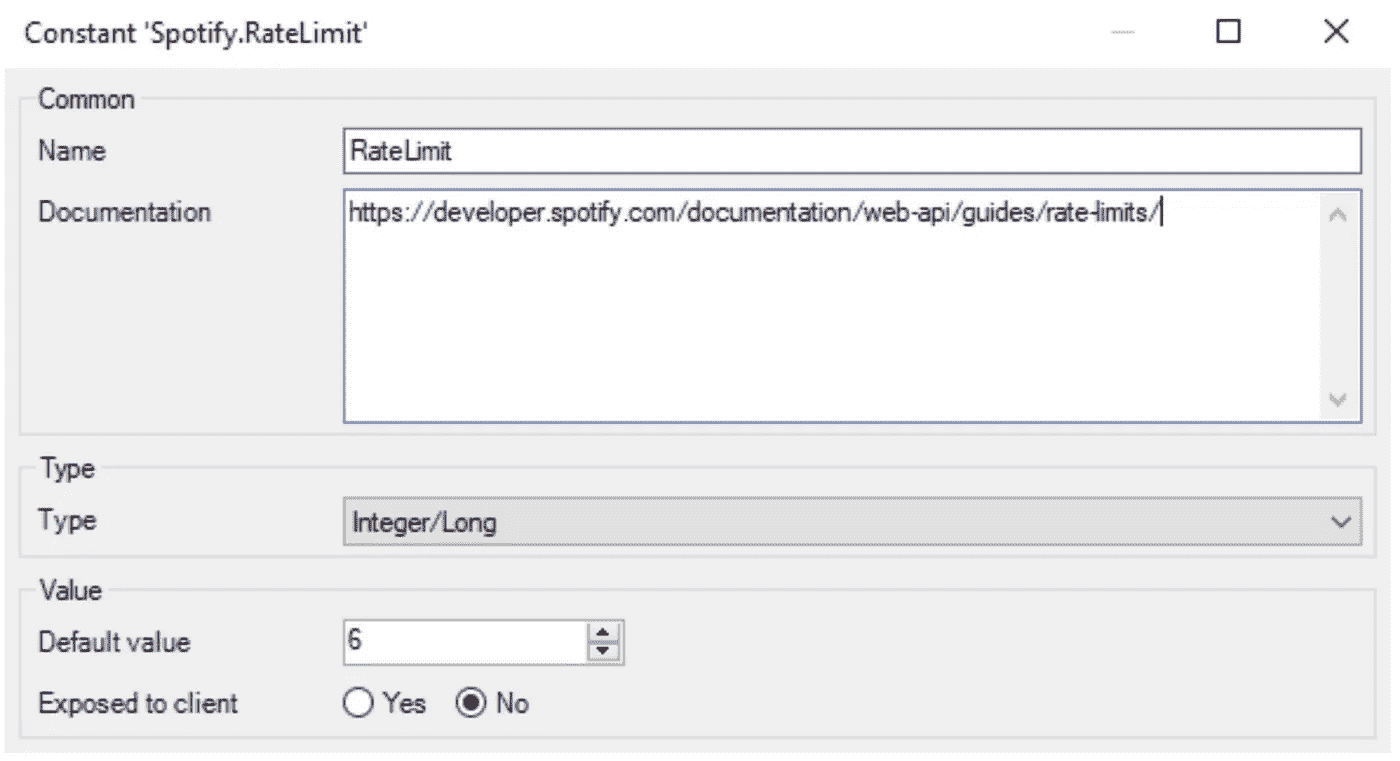 Constant 'Spotify.RateLimit'
Common
Name RateLimit
Documentation https://developer.spotify.com/documentation/web-api/guides/rate-limits/
Type
Type Integer/Long
Value
Default value 6
Exposed to client Yes No